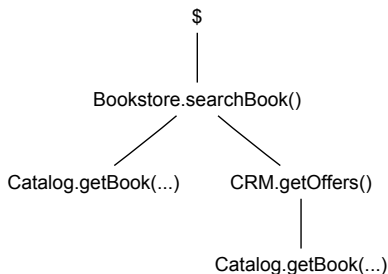 $
Bookstore.searchBook()
Catalog.getBook(...)
CRM.getOffers()
Catalog.getBook(...)